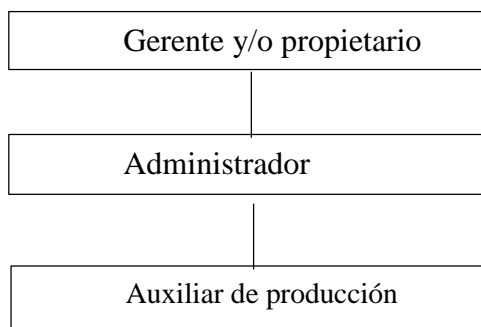 Gerente y/o propietario
Administrador
Auxiliar de producción